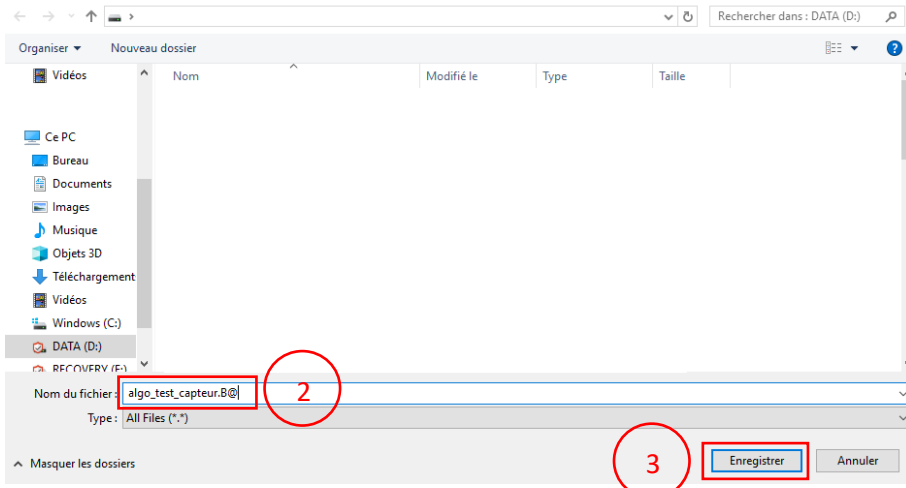 Rechercher dans : DATA (D:)
Organiser Nouveau dossier
Vidéos
Nom Modifié le Type Taille
Ce PC
Bureau
Documents
Images
Musique
Objets 3D
Téléchargement
Vidéos
Windows (C:)
DATA (D:)
RECOVERY (E:)
Nom du fichier : algo_test_capteur.B@ 2
Type : All Files (*.*)
Masquer les dossiers 3 Enregistrer Annuler